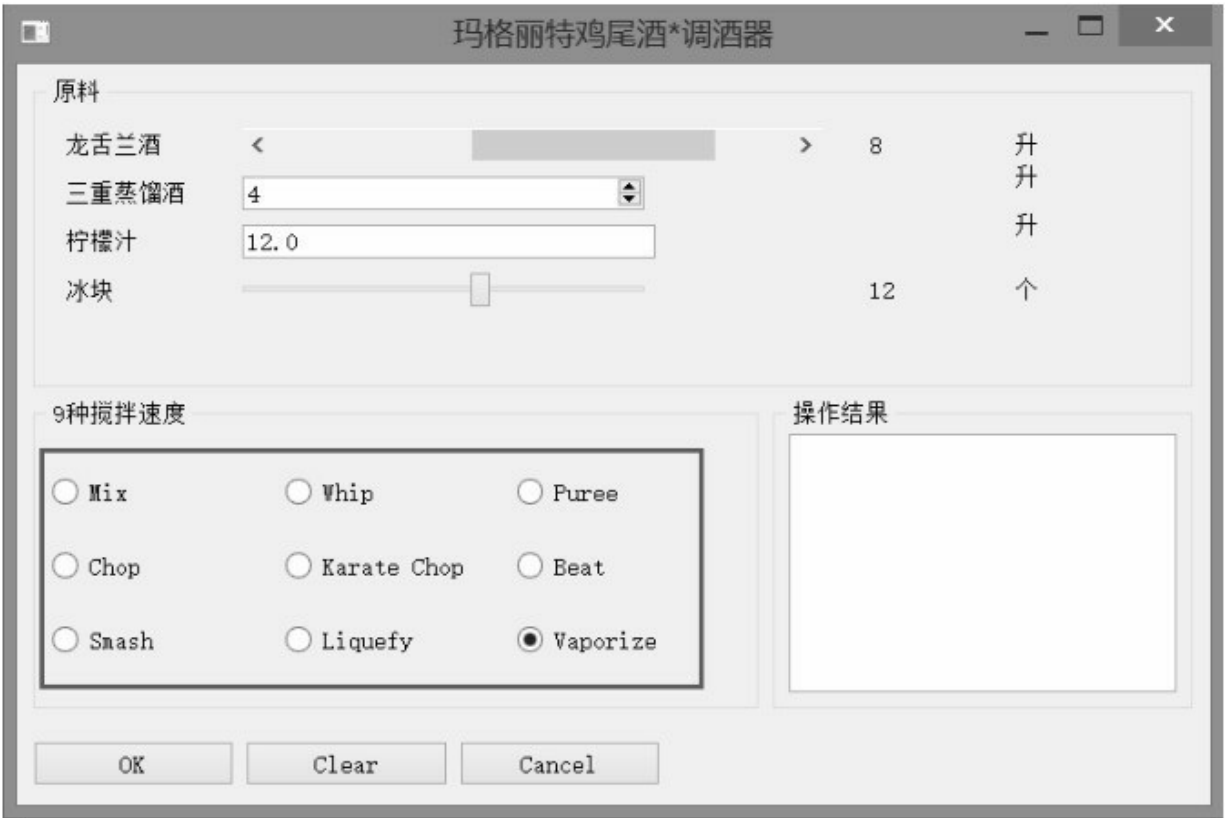 玛格丽特鸡尾酒*调酒器
原料
龙舌兰酒 8 升
三重蒸馏酒 4 升
柠檬汁 12.0 升
冰块 12 个
9种搅拌速度
Mix Whip Puree
Chop Karate Chop Beat
Smash Liquefy Vaporize
操作结果
OK Clear Cancel